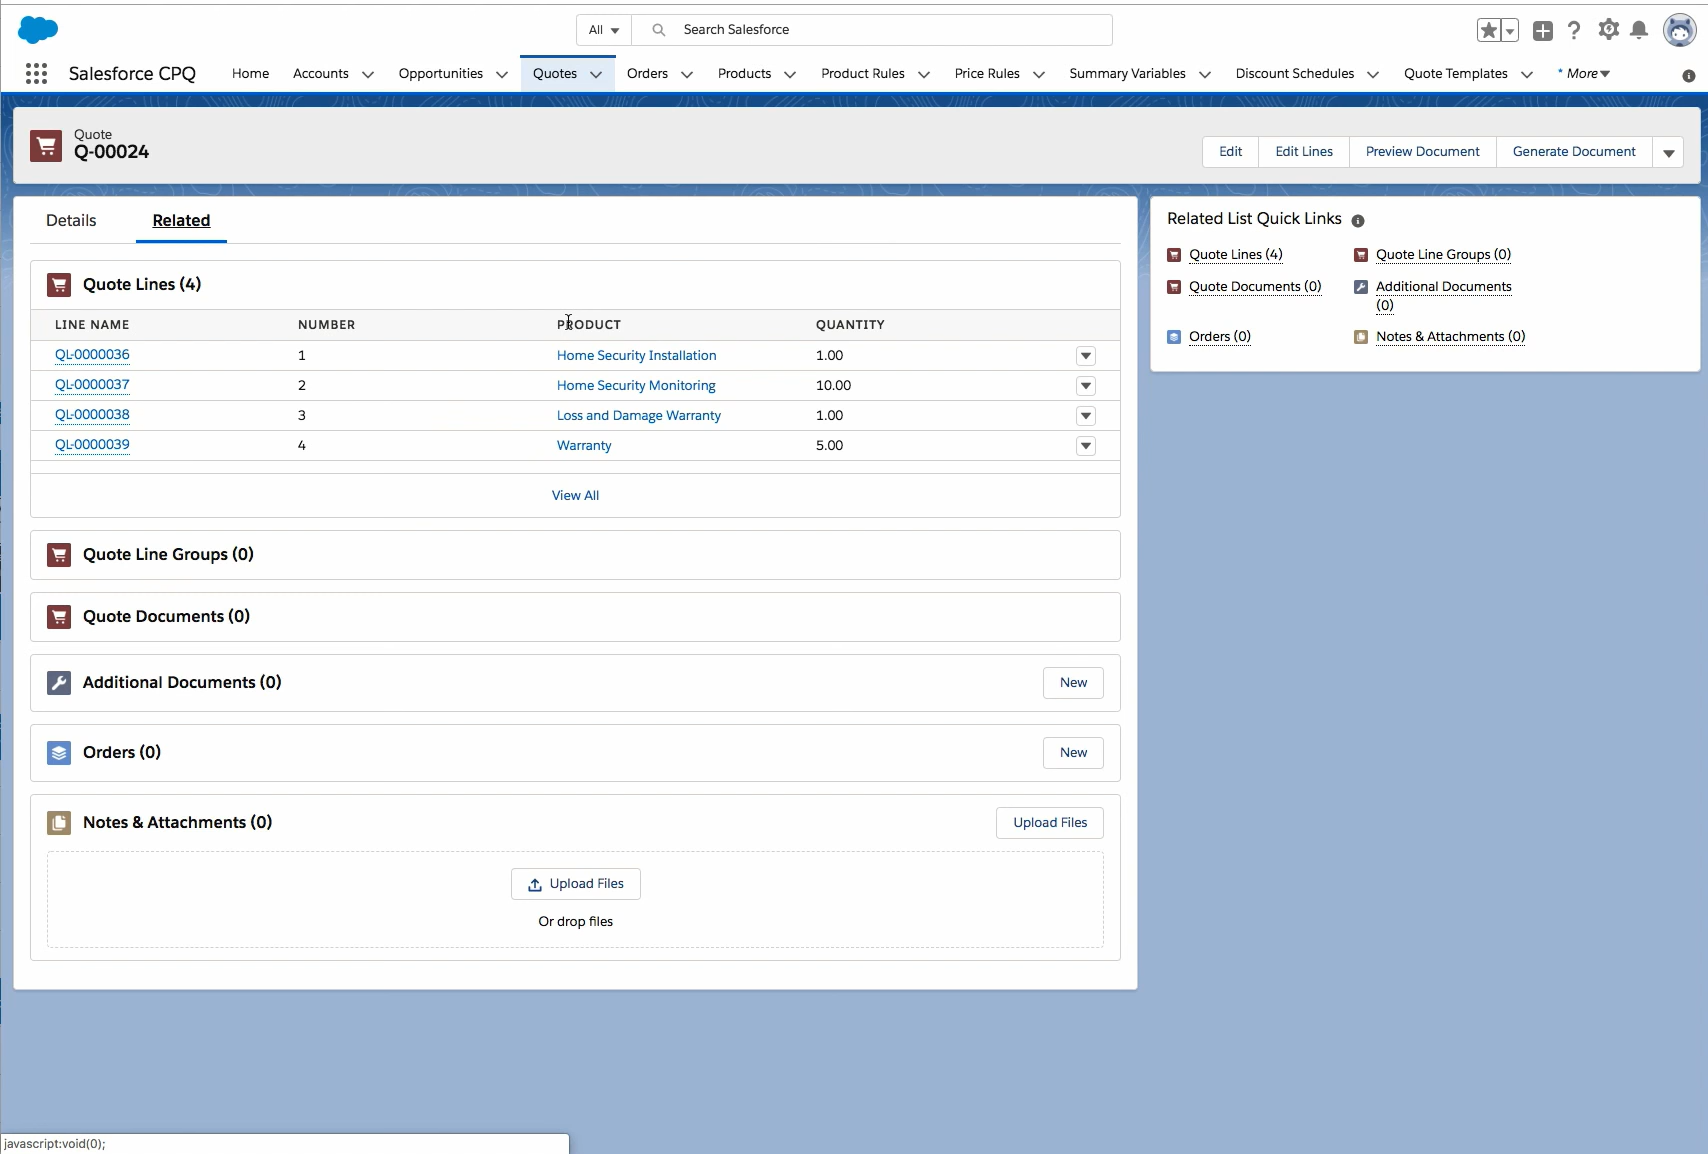 All
Search Salesforce
Salesforce CPQ
Home
Accounts
Opportunities
Quotes
Orders
Products
Product Rules
Price Rules
Summary Variables
Discount Schedules
Quote Templates
* More
Quote
Q-00024
Edit
Edit Lines
Preview Document
Generate Document
Details
Related
Quote Lines (4)
LINE NAME NUMBER PRODUCT QUANTITY
QL-0000036 1 Home Security Installation 1.00
QL-0000037 2 Home Security Monitoring 10.00
QL-0000038 3 Loss and Damage Warranty 1.00
QL-0000039 4 Warranty 5.00
View All
Quote Line Groups (0)
Quote Documents (0)
Additional Documents (0)
New
Orders (0)
New
Notes & Attachments (0)
Upload Files
Upload Files
Or drop files
Related List Quick Links
Quote Lines (4)
Quote Line Groups (0)
Quote Documents (0)
Additional Documents
(0)
Orders (0)
Notes & Attachments (0)
javascript:void(0);